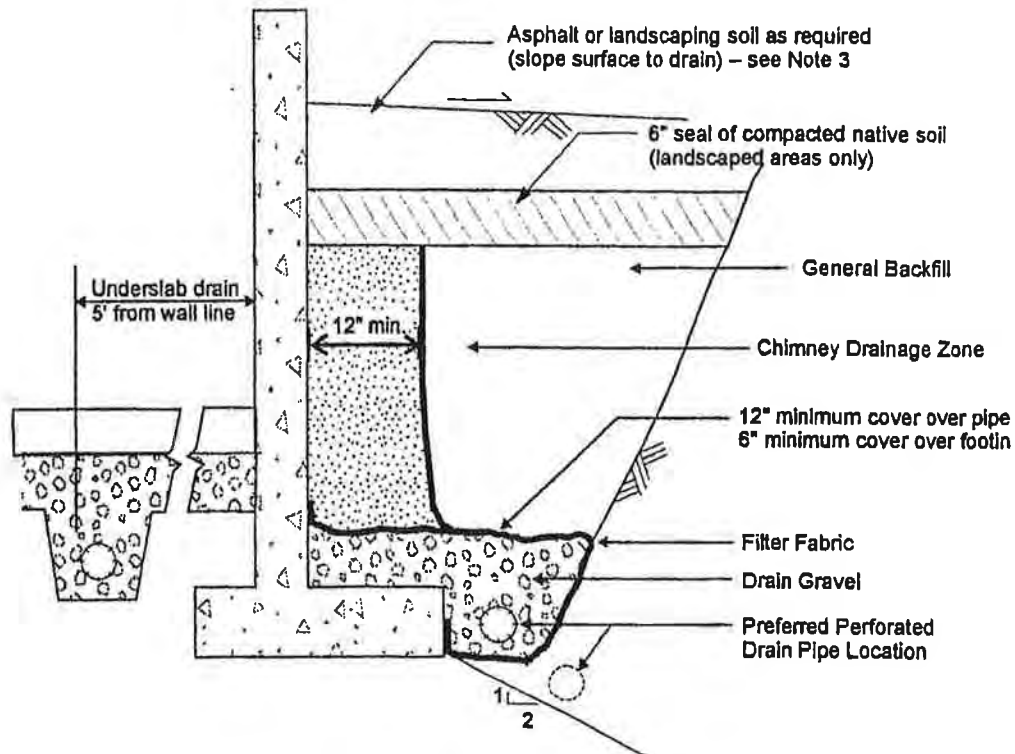 Asphalt or landscaping soil as required
(slope surface to drain) – see Note 3
6" seal of compacted native soil
(landscaped areas only)
General Backfill
Underslab drain
5' from wall line
12" min.
Chimney Drainage Zone
12" minimum cover over pipe
6" minimum cover over footin
Filter Fabric
Drain Gravel
Preferred Perforated
Drain Pipe Location
1
2